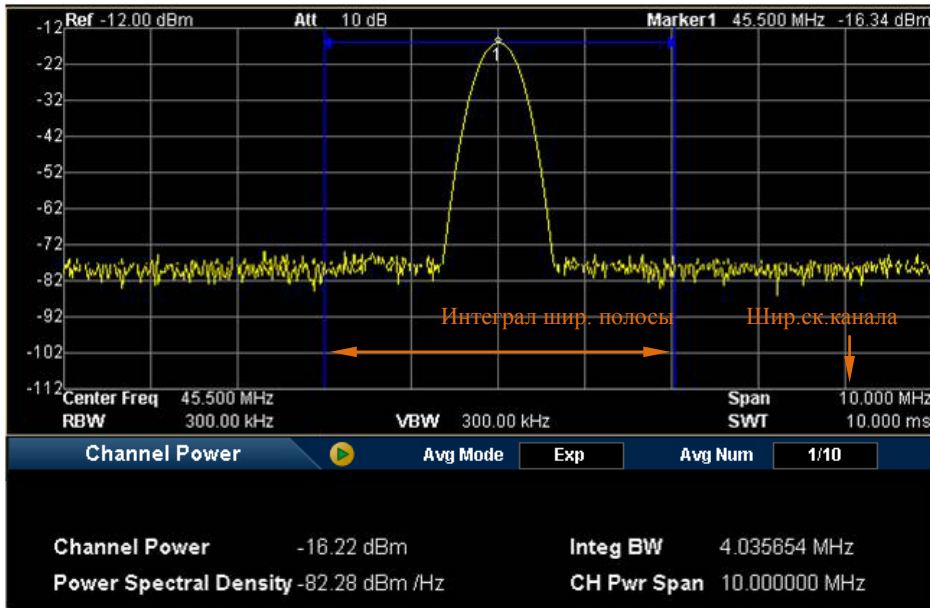 Ref -12.00 dBm Att 10 dB Marker1 45.500 MHz -16.34 dBm
-12
1
-22
-32
-42
-52
-62
-72
-82
-92
Интеграл шир. полосы Шир.ск.канала
-102
-112
Center Freq 45.500 MHz Span 10.000 MHz
RBW 300.00 kHz VBW 300.00 kHz SWT 10.000 ms
Channel Power Avg Mode Exp Avg Num 1/10
Channel Power -16.22 dBm Integ BW 4.035654 MHz
Power Spectral Density -82.28 dBm /Hz CH Pwr Span 10.000000 MHz